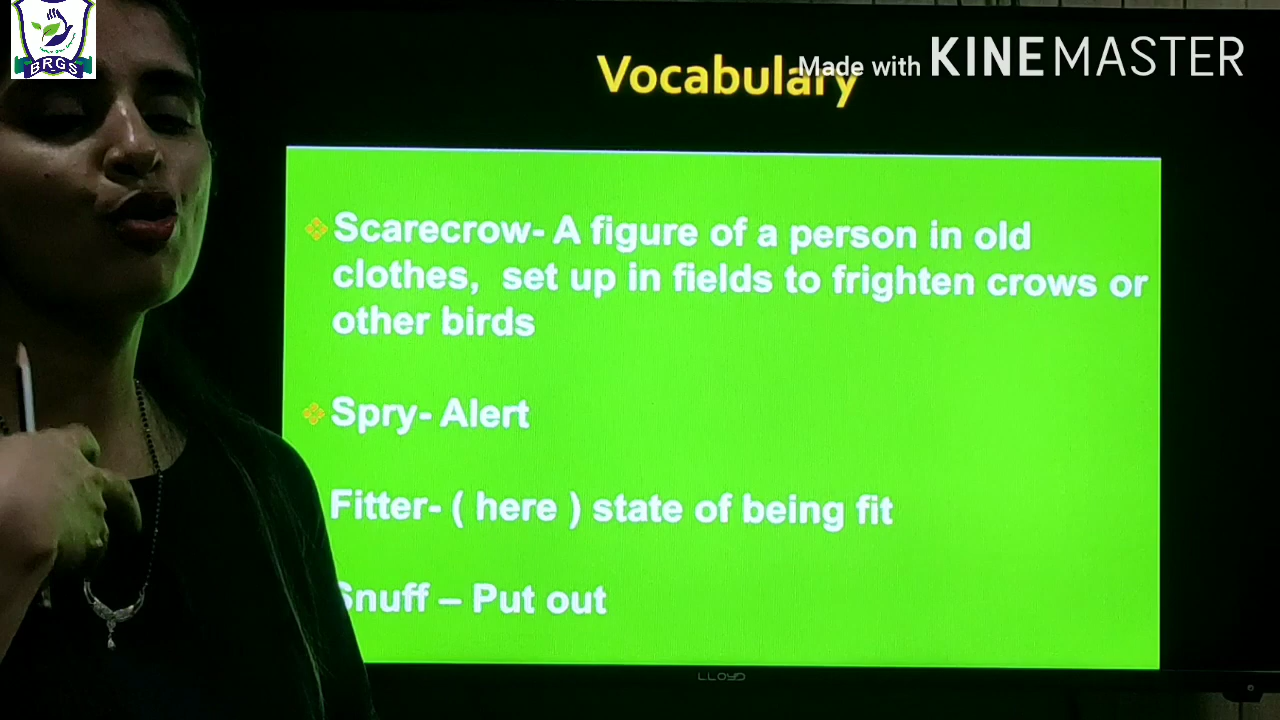 BRGS
Made with KINEMASTER
Vocabulary
Scarecrow- A figure of a person in old
clothes, set up in fields to frighten crows or
other birds
Spry- Alert
Fitter- ( here ) state of being fit
Snuff – Put out
LLOYD